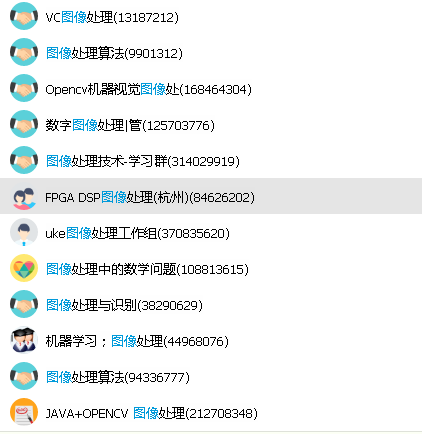 VC图像处理(13187212)
图像处理算法(9901312)
Opencv机器视觉图像处(168464304)
数字图像处理|管(125703776)
图像处理技术-学习群(314029919)
FPGA DSP图像处理(杭州)(84626202)
uke图像处理工作组(370835620)
图像处理中的数学问题(108813615)
图像处理与识别(38290629)
机器学习；图像处理(44968076)
图像处理算法(94336777)
JAVA+OPENCV 图像处理(212708348)